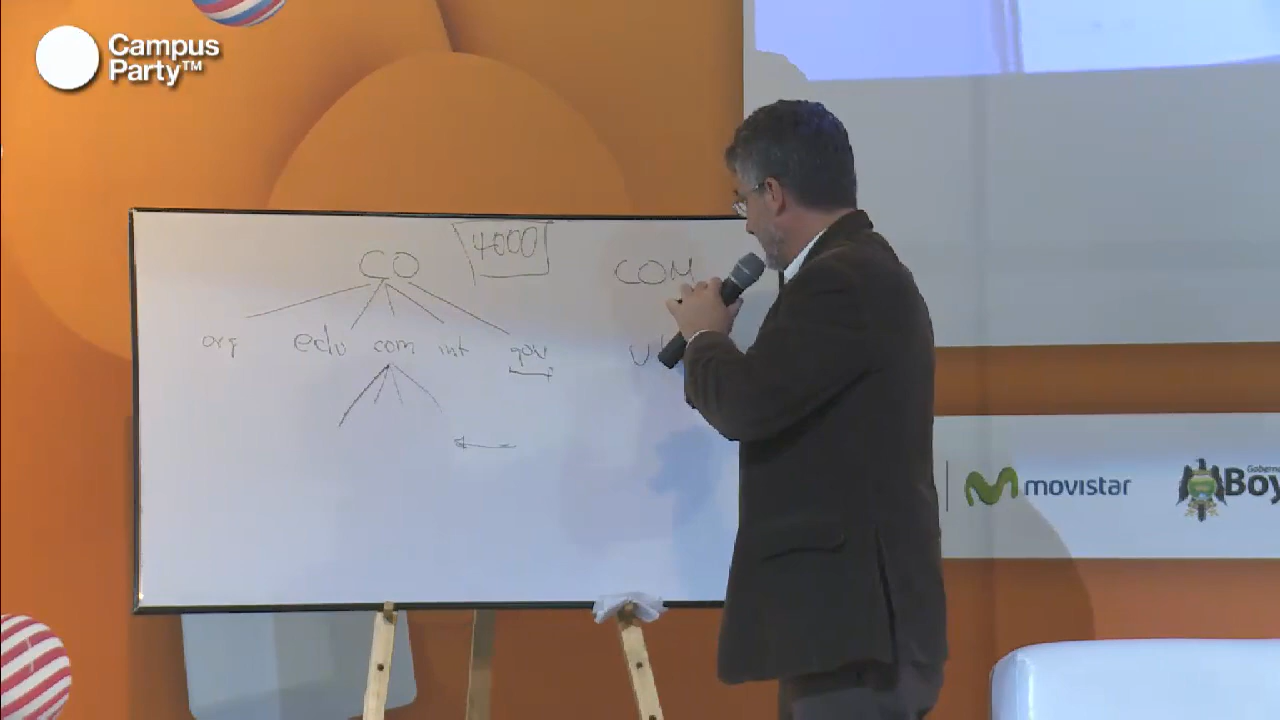 Campus
Party™
4000
CO
COM
org edu com int gov
movistar
Boy